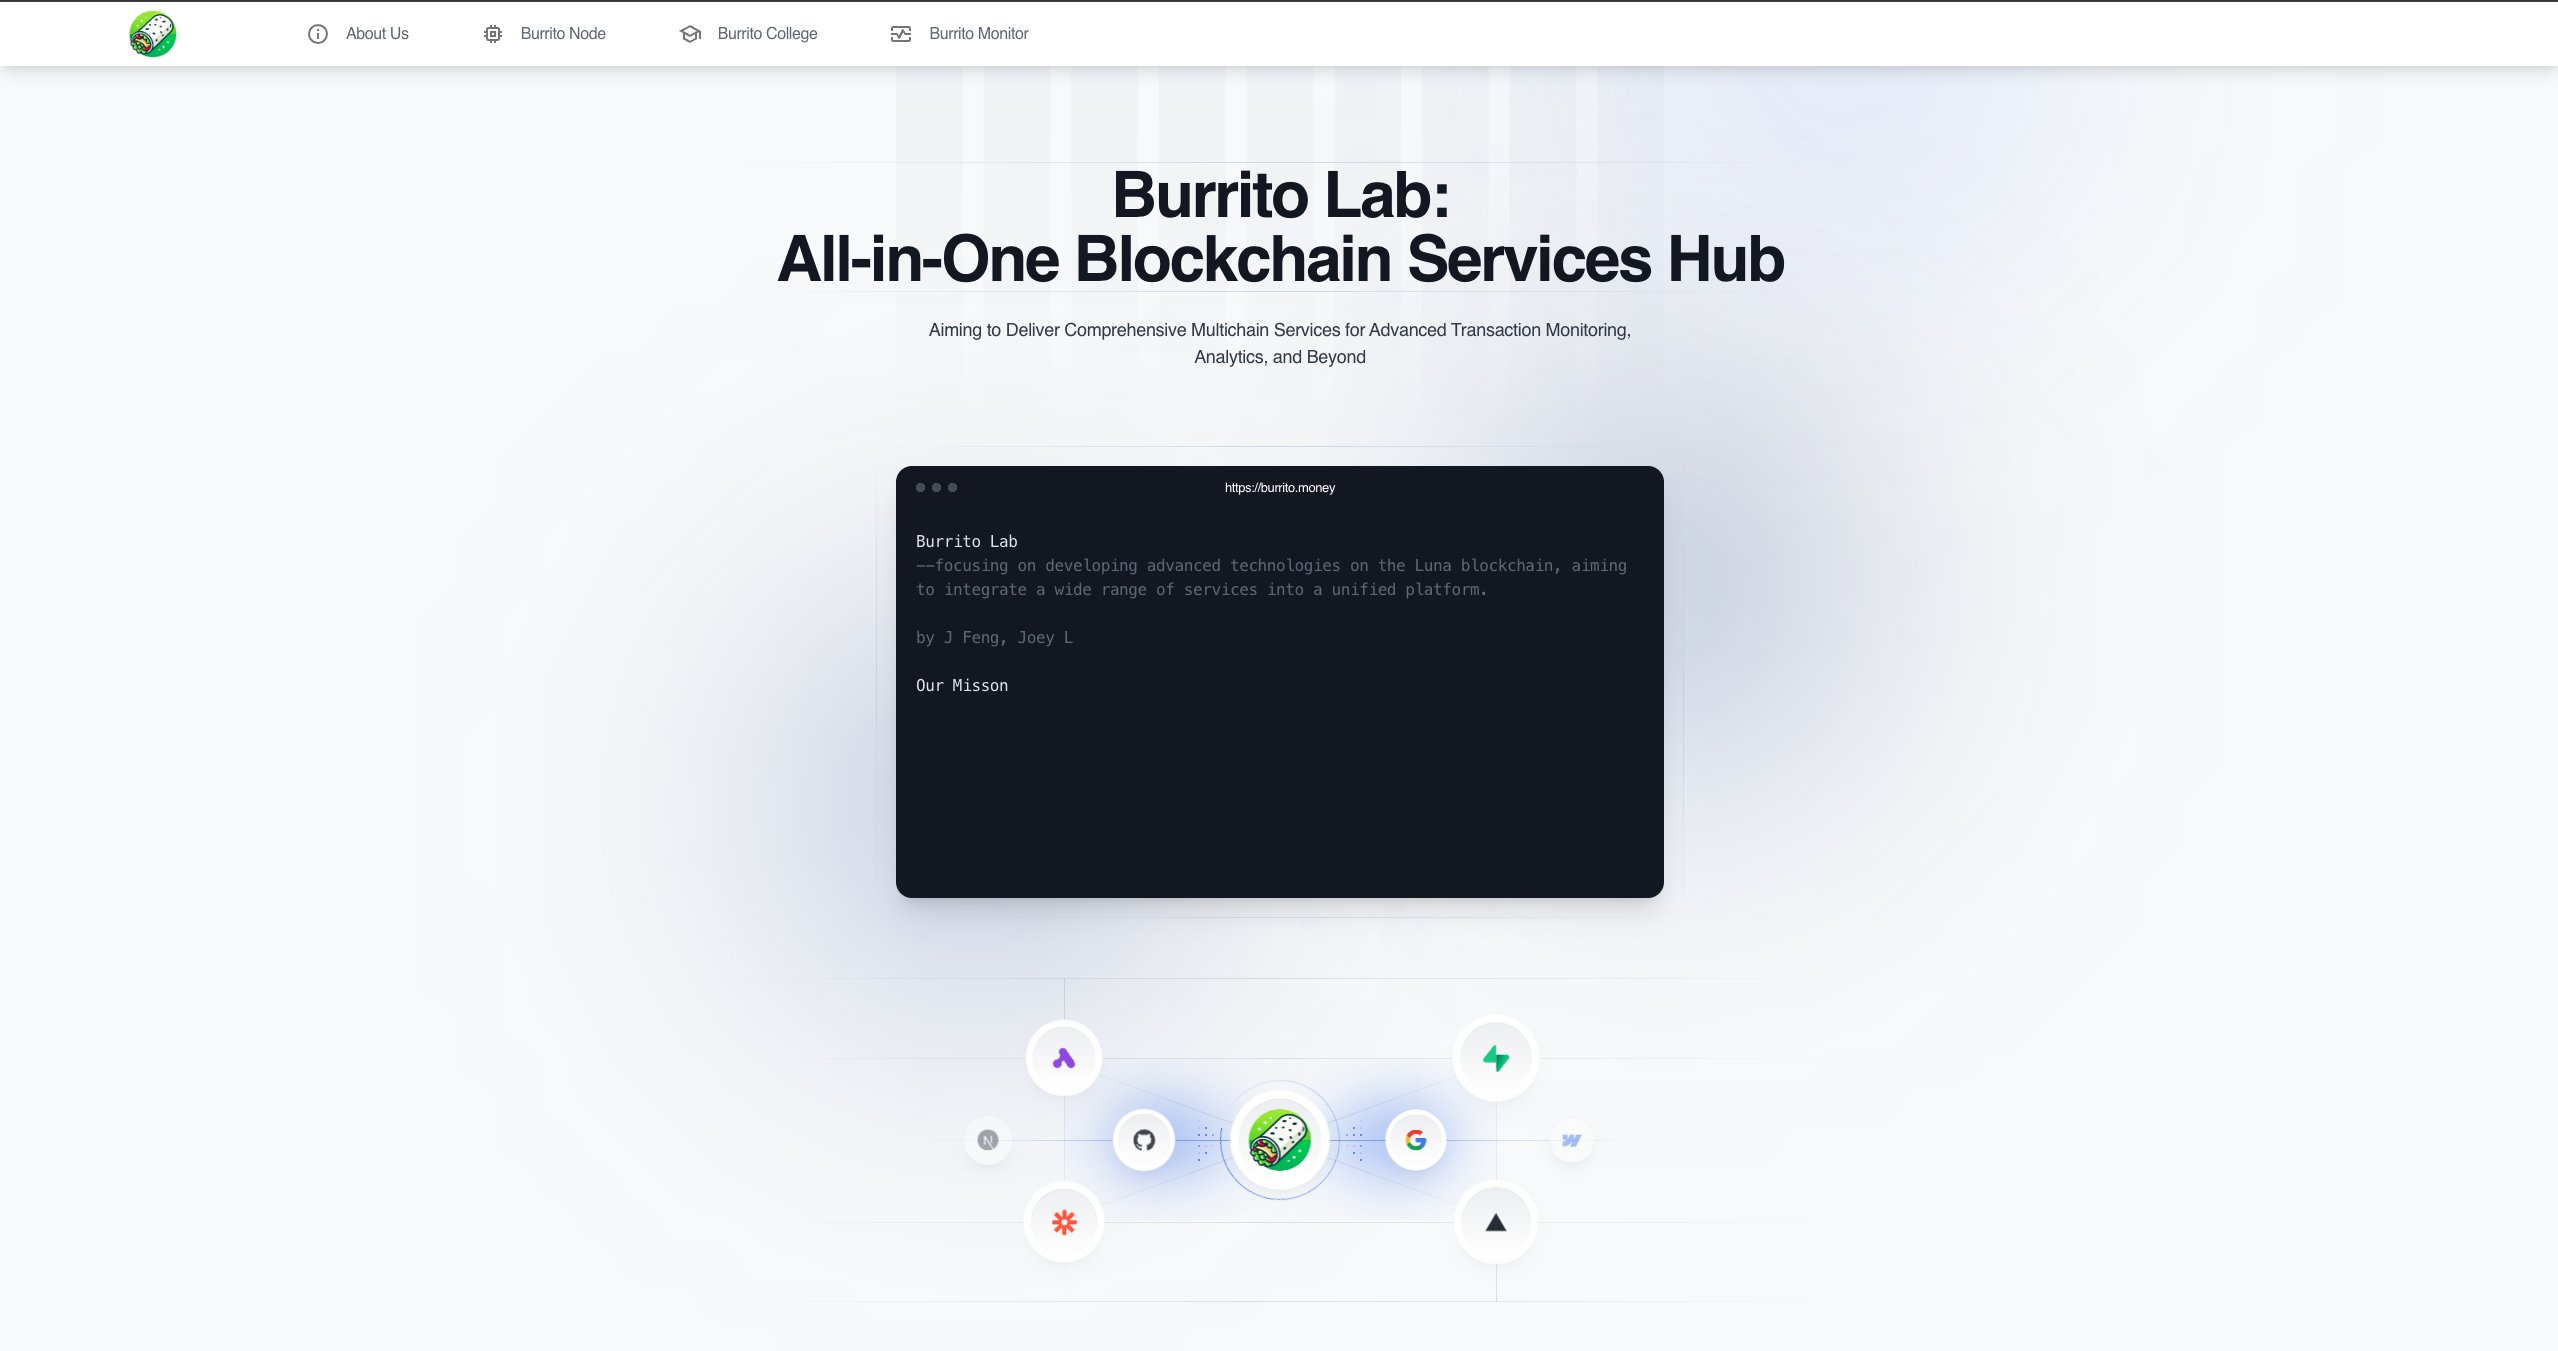 About Us
Burrito Node
Burrito College
Burrito Monitor
Burrito Lab:
All-in-One Blockchain Services Hub
Aiming to Deliver Comprehensive Multichain Services for Advanced Transaction Monitoring,
Analytics, and Beyond
https://burrito.money
Burrito Lab
--focusing on developing advanced technologies on the Luna blockchain, aiming
to integrate a wide range of services into a unified platform.
by J Feng, Joey L
Our Misson